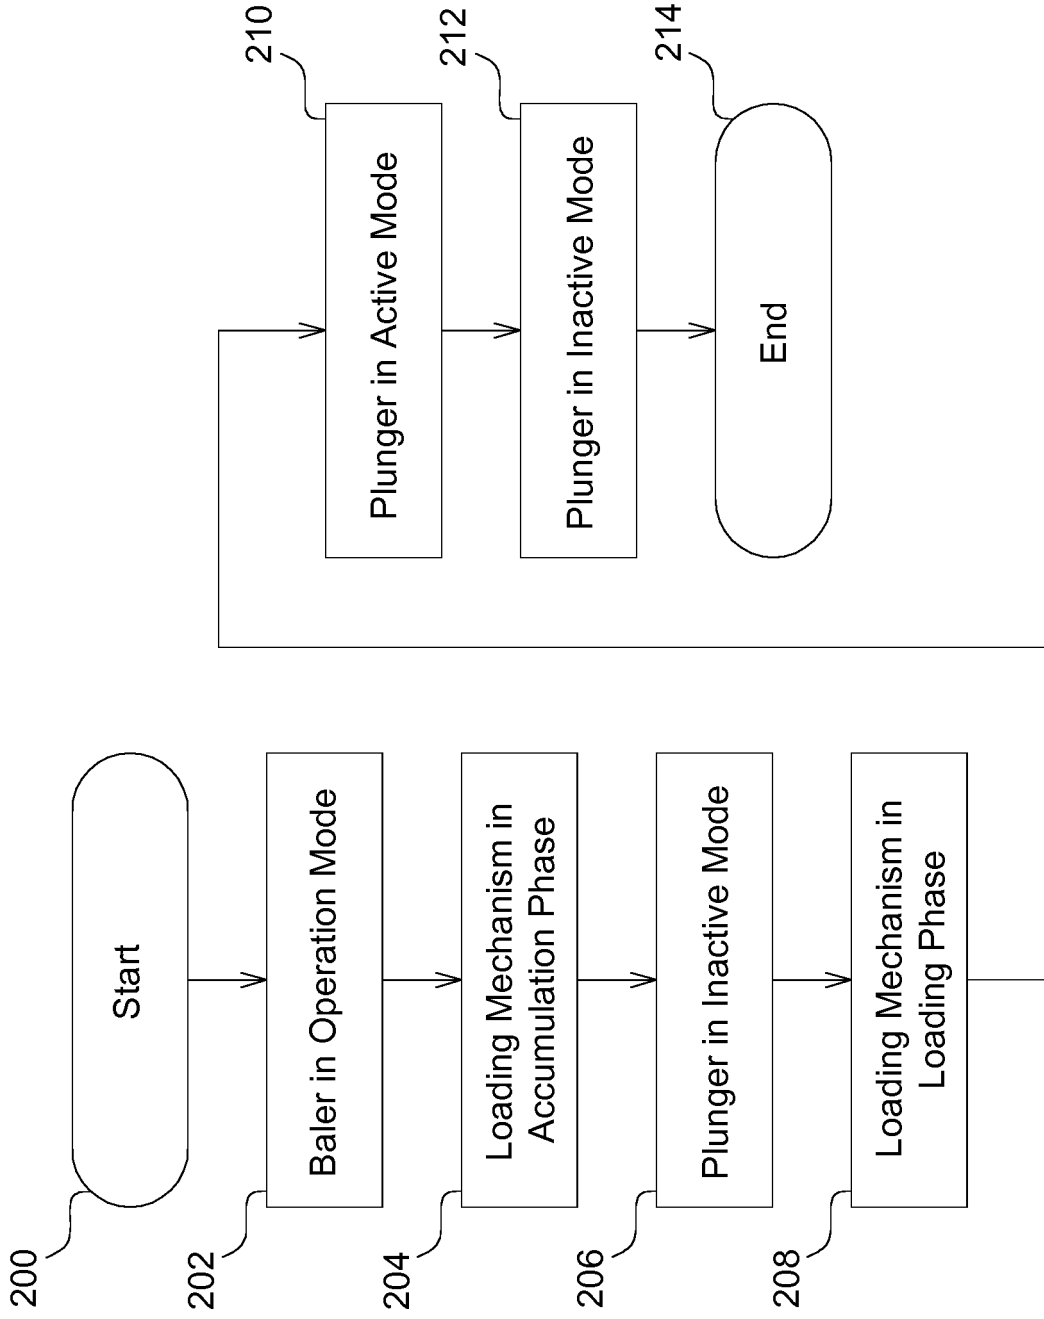 200
Start
202
Baler in Operation Mode
204
Loading Mechanism in
Accumulation Phase
206
Plunger in Inactive Mode
208
Loading Mechanism in
Loading Phase
210
Plunger in Active Mode
212
Plunger in Inactive Mode
214
End